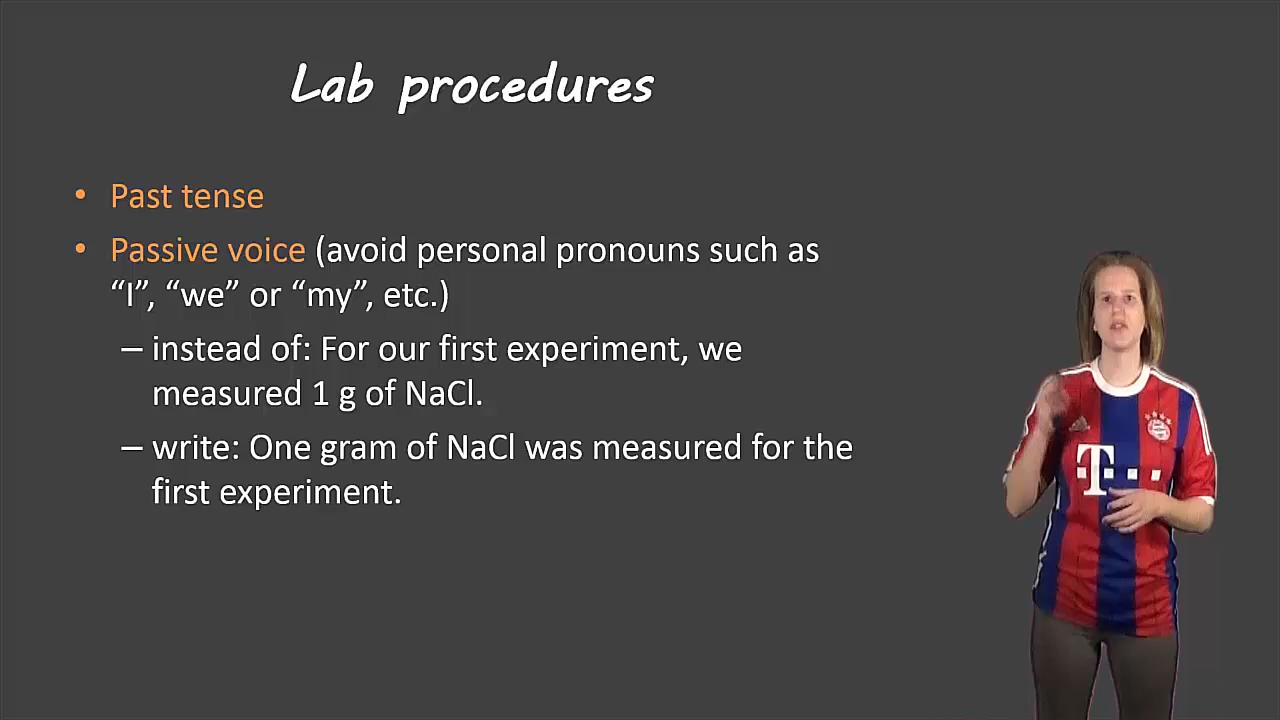 Lab procedures
• Past tense
• Passive voice (avoid personal pronouns such as
“I”, “we” or “my”, etc.)
– instead of: For our first experiment, we
measured 1 g of NaCl.
– write: One gram of NaCl was measured for the
first experiment.
T